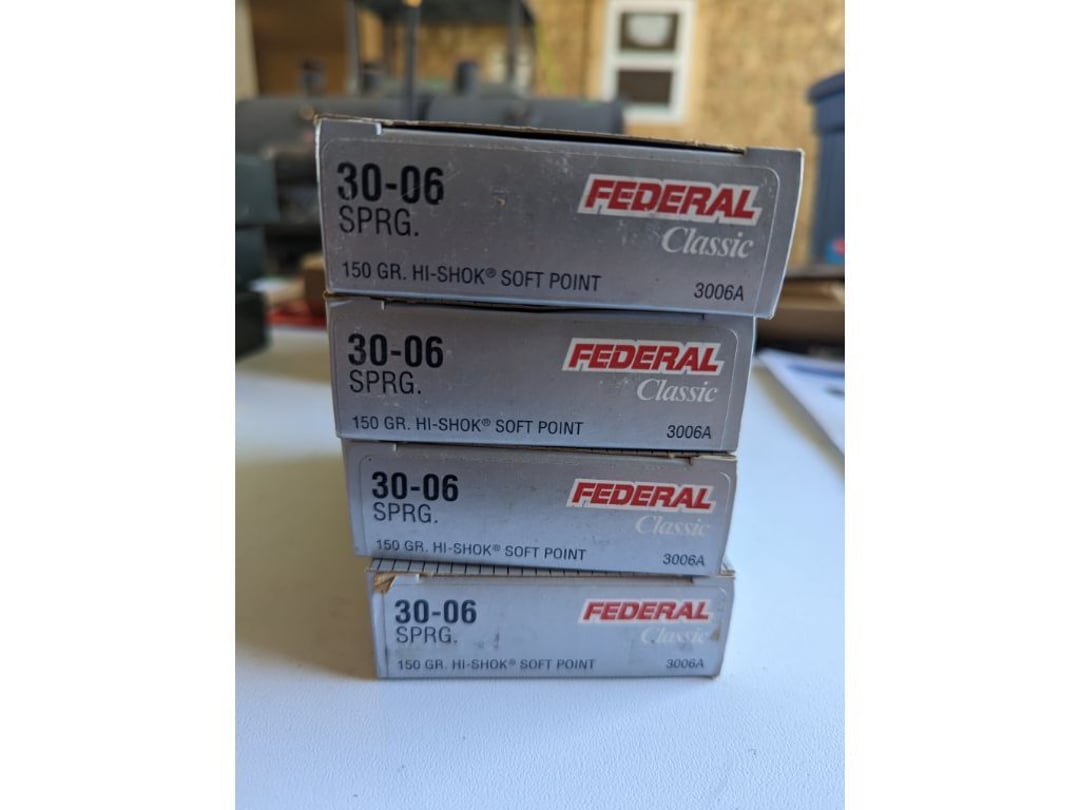 30-06
SPRG.
FEDERAL
Classic
150 GR. HI-SHOK® SOFT POINT
3006A
30-06
SPRG.
FEDERAL
Classic
150 GR. HI-SHOK® SOFT POINT
3006A
30-06
SPRG.
FEDERAL
Classic
150 GR. HI-SHOK® SOFT POINT
3006A
30-06
SPRG.
FEDERAL
Classic
150 GR. HI-SHOK® SOFT POINT
3006A